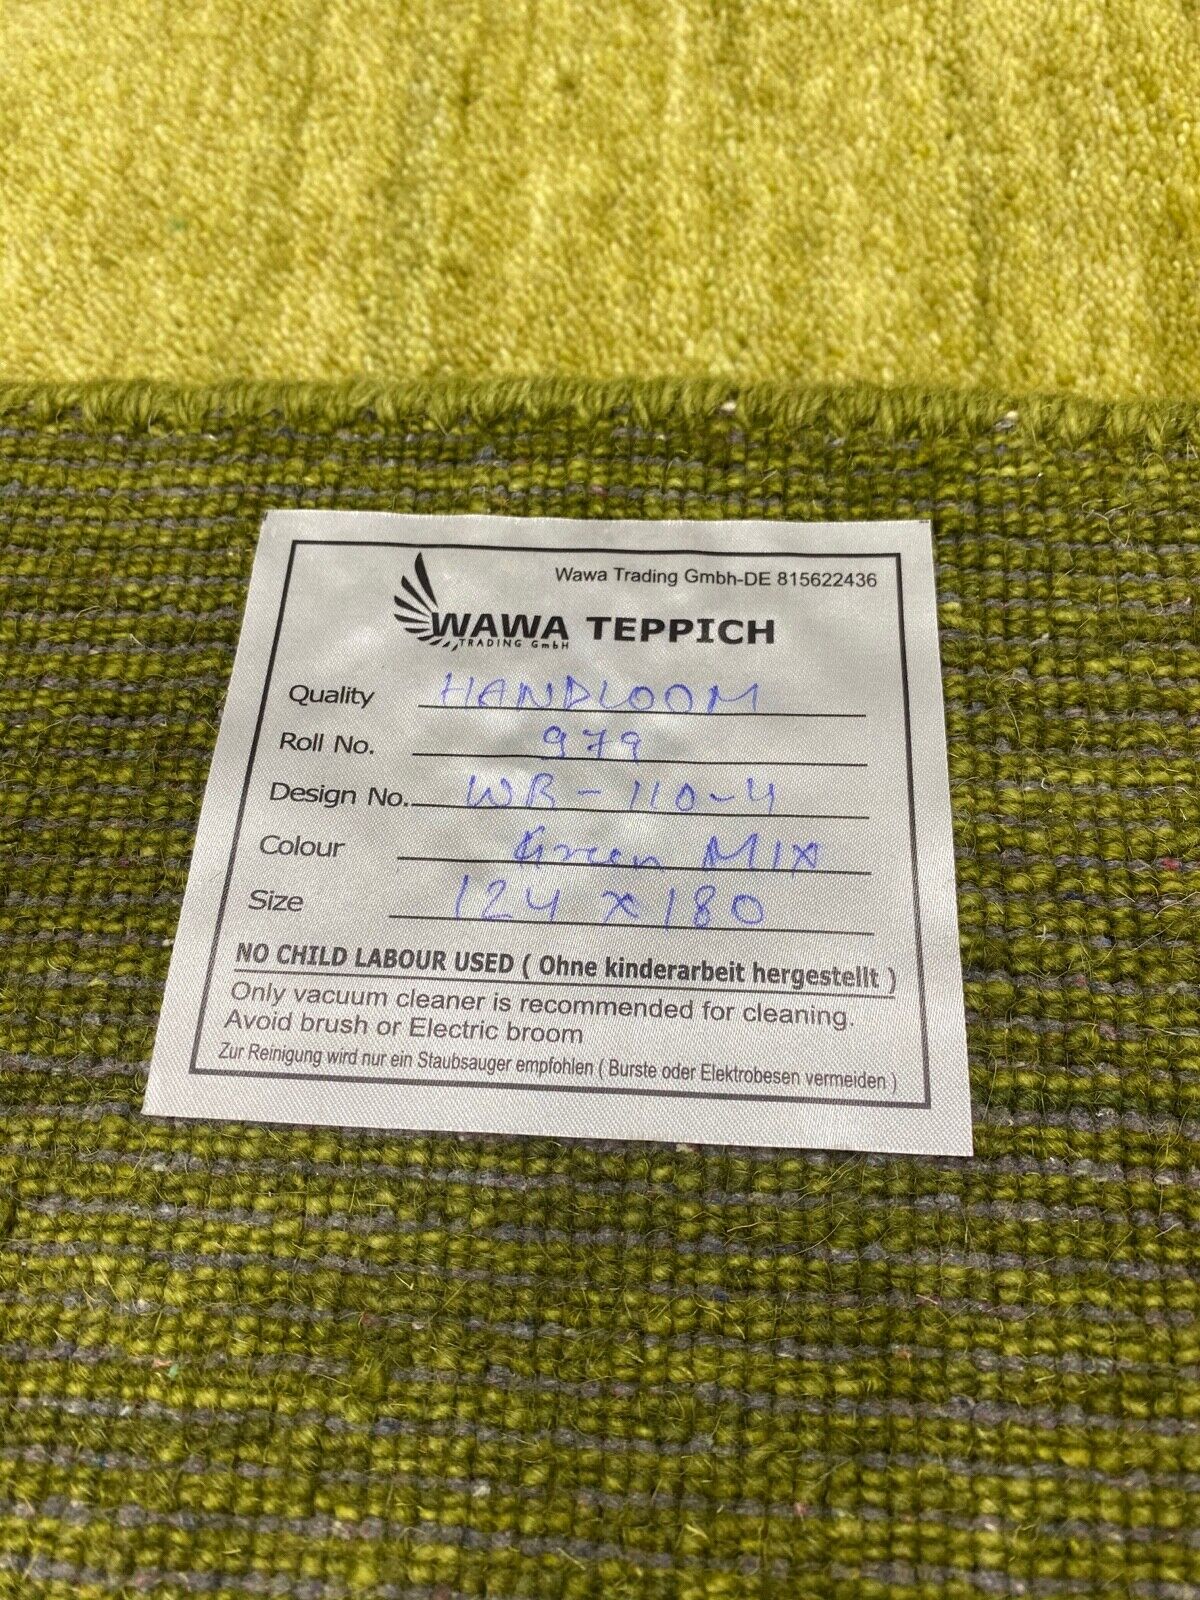 Wawa Trading Gmbh-DE 815622436
WAWA TEPPICH
TRADING GmbH
Quality HANDLOOM
Roll No. 979
Design No. WR-110-4
Colour Green MIX
Size 124 x 180
NO CHILD LABOUR USED ( Ohne kinderarbeit hergestellt )
Only vacuum cleaner is recommended for cleaning.
Avoid brush or Electric broom
Zur Reinigung wird nur ein Staubsauger empfohlen ( Burste oder Elektrobesen vermeiden )